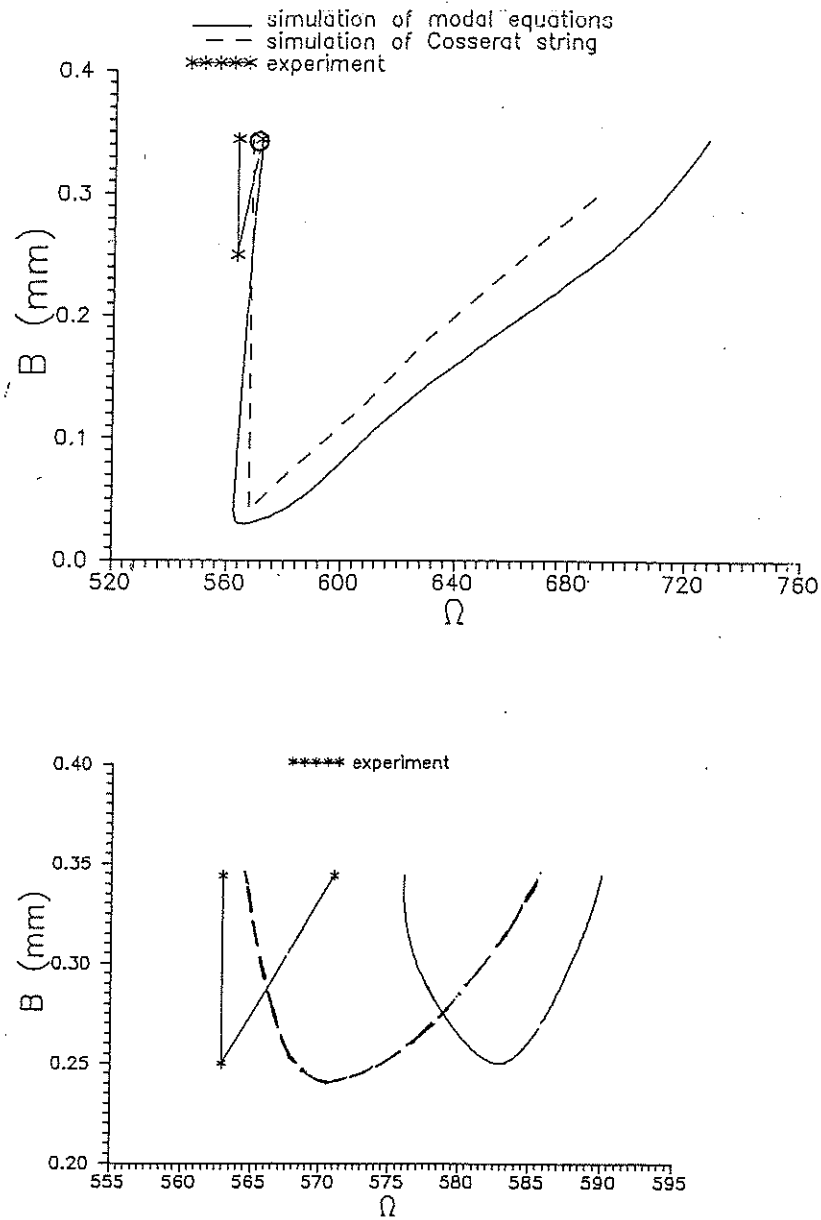 simulation of modal equations
simulation of Cosserat string
***** experiment
0.4
0.3
0.2
0.1
0.0
B (mm)
520 560 600 640 680 720 760
Ω
***** experiment
0.40
0.35
0.30
0.25
0.20
B (mm)
555 560 565 570 575 580 585 590 595
Ω